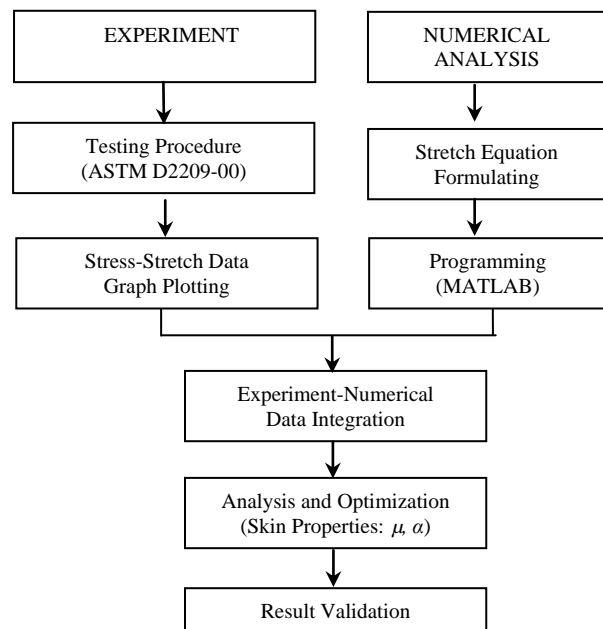 EXPERIMENT
NUMERICAL
ANALYSIS
Testing Procedure
(ASTM D2209-00)
Stretch Equation
Formulating
Stress-Stretch Data
Graph Plotting
Programming
(MATLAB)
Experiment-Numerical
Data Integration
Analysis and Optimization
(Skin Properties: μ, α)
Result Validation